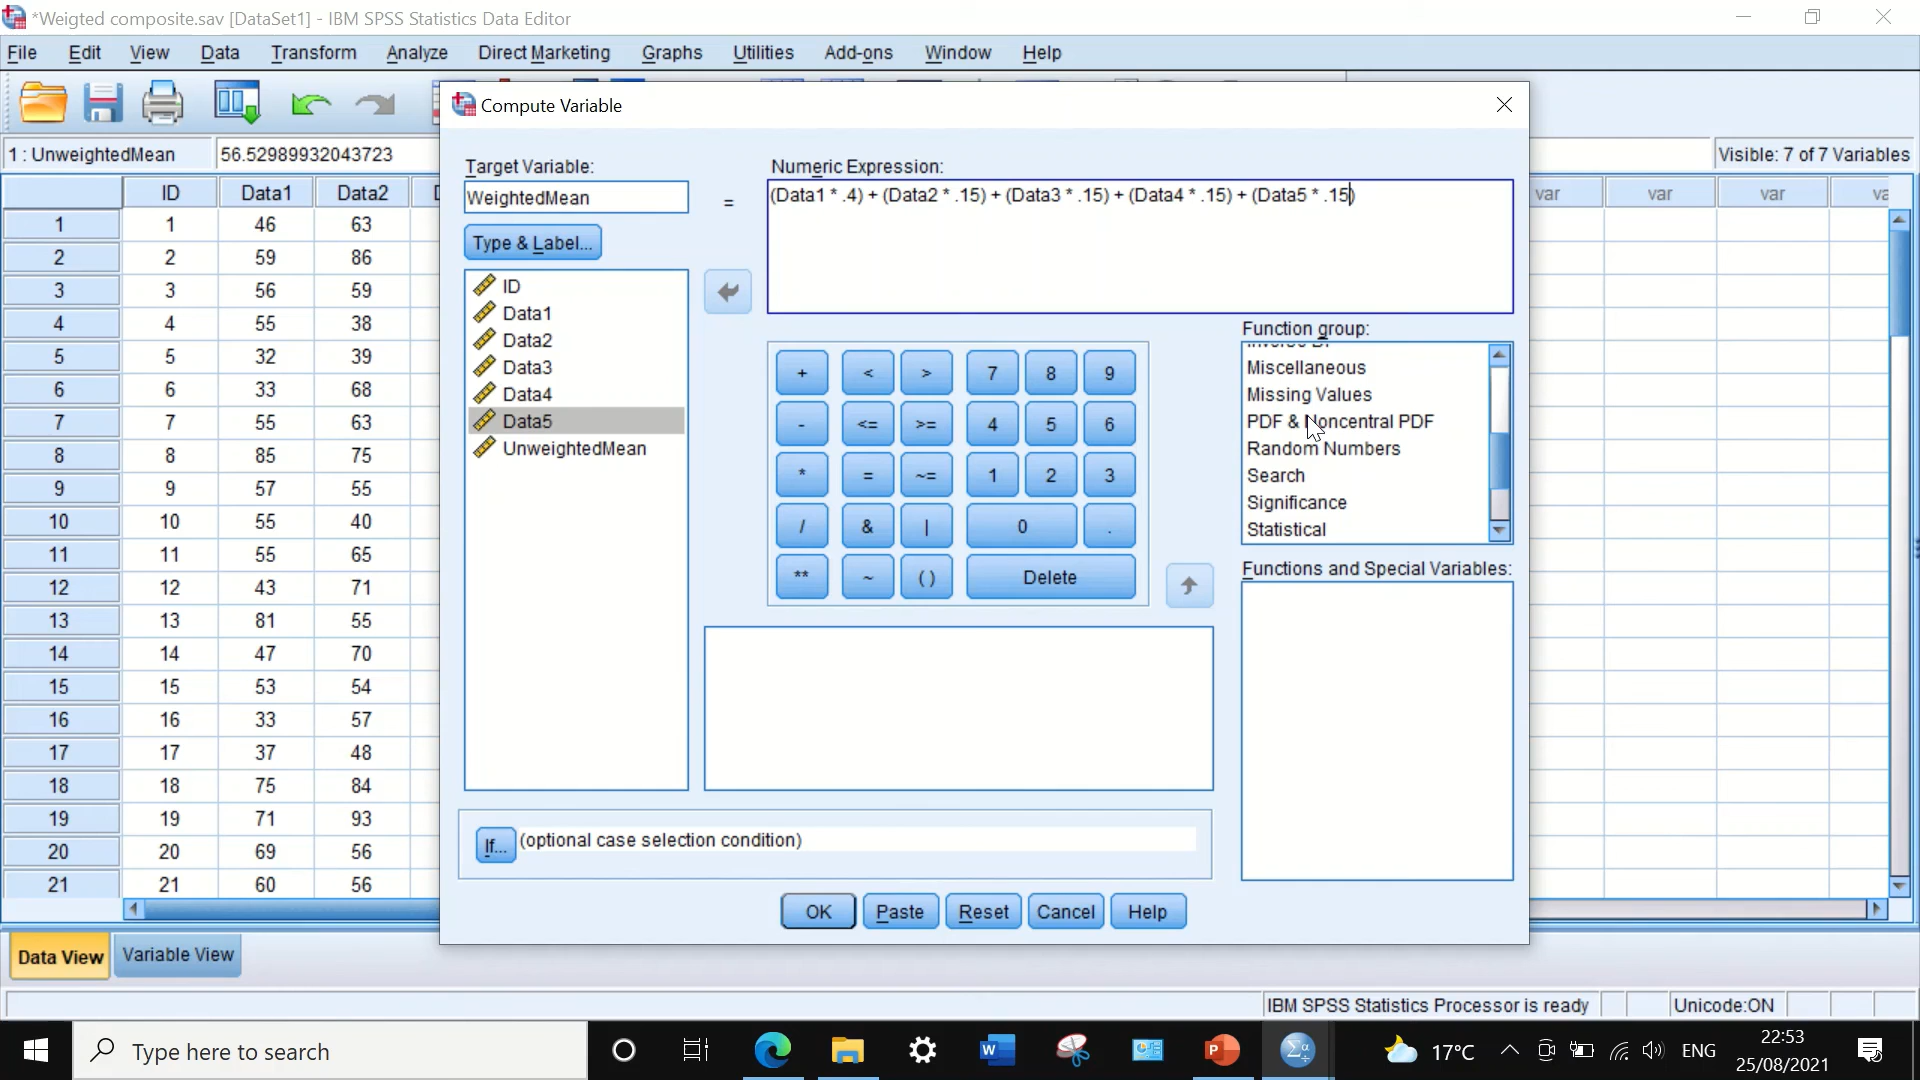 *Weigted composite.sav [DataSet1] - IBM SPSS Statistics Data Editor
File Edit View Data Transform Analyze Direct Marketing Graphs Utilities Add-ons Window Help
Compute Variable
1 : UnweightedMean 56.52989932043723 Visible: 7 of 7 Variables
Target Variable:
WeightedMean
=
Type & Label...
Numeric Expression:
(Data1 * .4) + (Data2 * .15) + (Data3 * .15) + (Data4 * .15) + (Data5 * .15)
ID
Data1
Data2
Data3
Data4
Data5
UnweightedMean
+ < > 7 8 9
- <= >= 4 5 6
* = ~= 1 2 3
/ & | 0 .
** ~ ( ) Delete
Function group:
Miscellaneous
Missing Values
PDF & Noncentral PDF
Random Numbers
Search
Significance
Statistical
Functions and Special Variables:
If... (optional case selection condition)
OK Paste Reset Cancel Help
ID Data1 Data2 var var var
1 1 46 63
2 2 59 86
3 3 56 59
4 4 55 38
5 5 32 39
6 6 33 68
7 7 55 63
8 8 85 75
9 9 57 55
10 10 55 40
11 11 55 65
12 12 43 71
13 13 81 55
14 14 47 70
15 15 53 54
16 16 33 57
17 17 37 48
18 18 75 84
19 19 71 93
20 20 69 56
21 21 60 56
Data View Variable View
IBM SPSS Statistics Processor is ready Unicode:ON
Type here to search
17°C ENG
22:53
25/08/2021